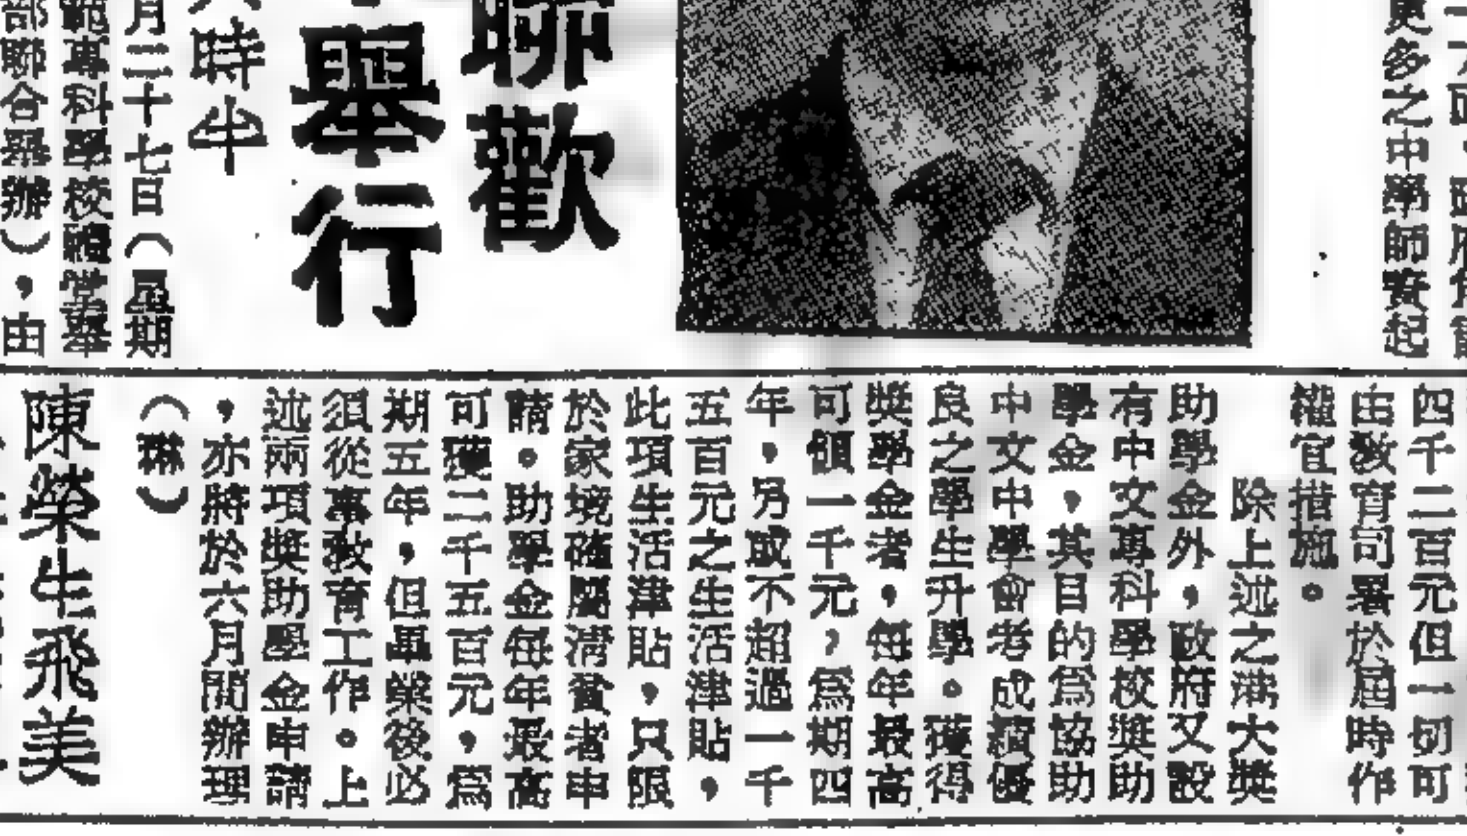 更多之中學師資起
四千二百元但一切可
由教育司署於屆時作
權宜措施。
除上述之港大獎
助學金外，政府又設
有中文專科學校獎助
學金，其目的為協助
中文中學會考成績優
良之學生升學。獲得
獎學金者，每年最高
可領一千元，為期四
年，另或不超過一千
五百元之生活津貼，
此項生活津貼，只限
於家境確屬清貧者申
請。助學金每年最高
可獲二千五百元，為
期五年，但畢業後必
須從事教育工作。上
述兩項獎助學金申請
，亦將於六月間辦理
（琳）
聯歡
舉行
時半
月二十七日（星期
範專科學校禮堂舉
部聯合舉辦），由
陳榮生飛美